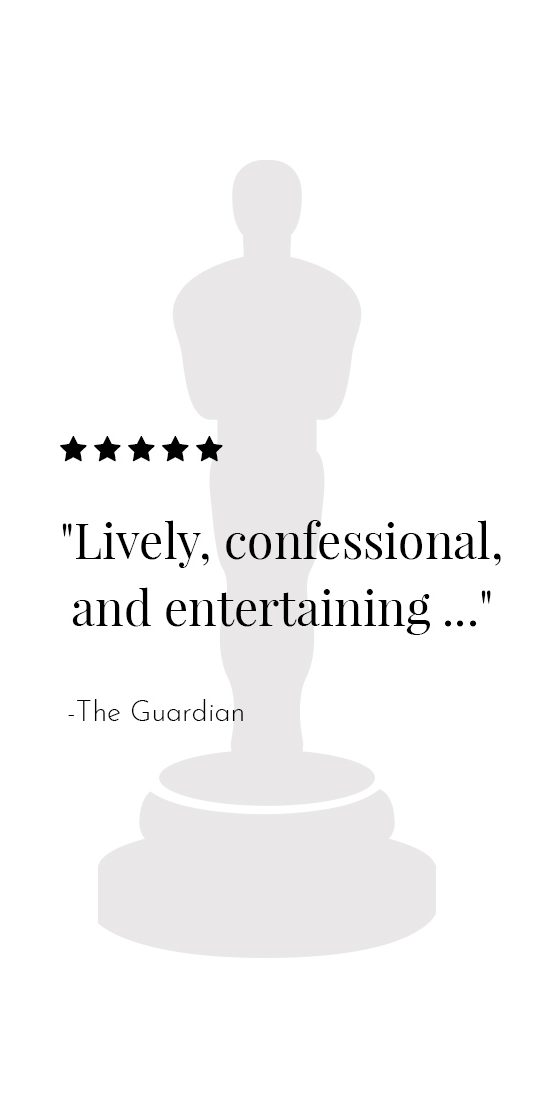 "Lively, confessional,
and entertaining ..."
-The Guardian